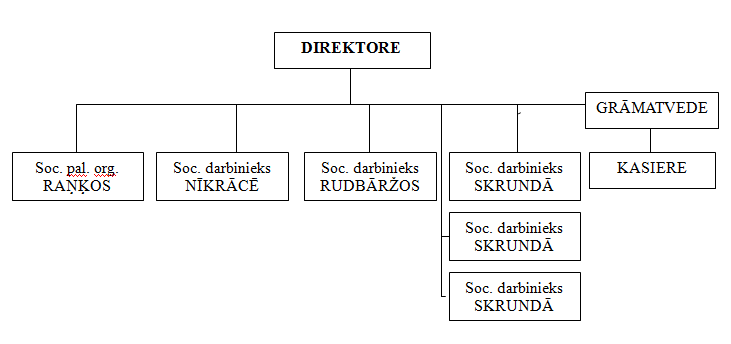 DIREKTORE
GRĀMATVEDE
KASIERE
Soc. pal. org.
RAŅĶOS
Soc. darbinieks
NĪKRĀCĒ
Soc. darbinieks
RUDBĀRŽOS
Soc. darbinieks
SKRUNDĀ
Soc. darbinieks
SKRUNDĀ
Soc. darbinieks
SKRUNDĀ